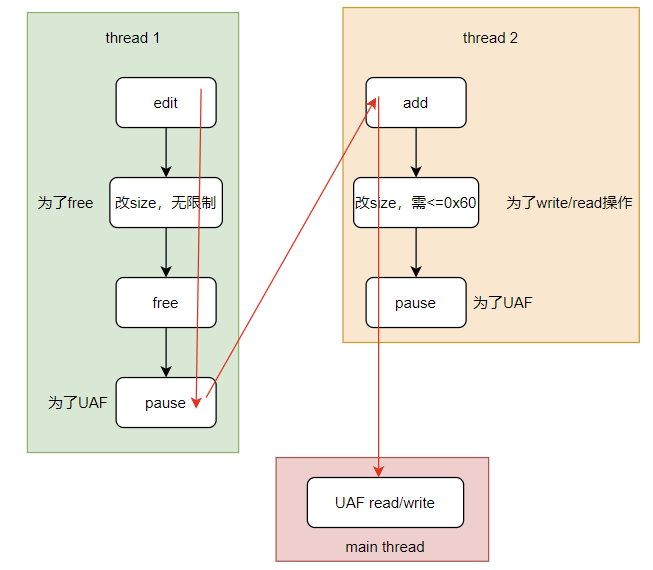 thread 1
edit
为了free
改size，无限制
free
为了UAF
pause
thread 2
add
改size，需<=0x60
为了write/read操作
pause
为了UAF
UAF read/write
main thread